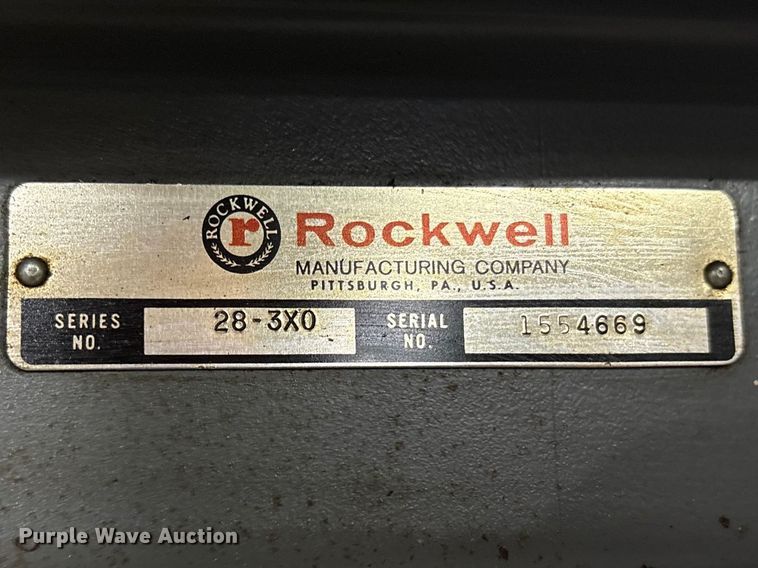 ROCKWELL
r
Rockwell
MANUFACTURING COMPANY
PITTSBURGH, PA., U.S.A.
SERIES NO. 28-3X0 SERIAL NO. 1554669
Purple Wave Auction